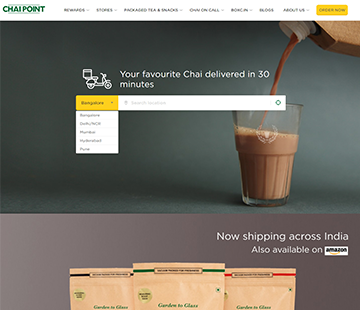 CHAI POINT
REWARDS STORES PACKAGED TEA & SNACKS CHAI ON CALL BOXC.IN BLOGS ABOUT US ORDER NOW
Your favourite Chai delivered in 30
minutes
Bangalore Search location
Bangalore
Delhi/NCR
Mumbai
Hyderabad
Pune
Now shipping across India
Also available on amazon
Garden to Glass
Garden to Glass
Garden to Glass